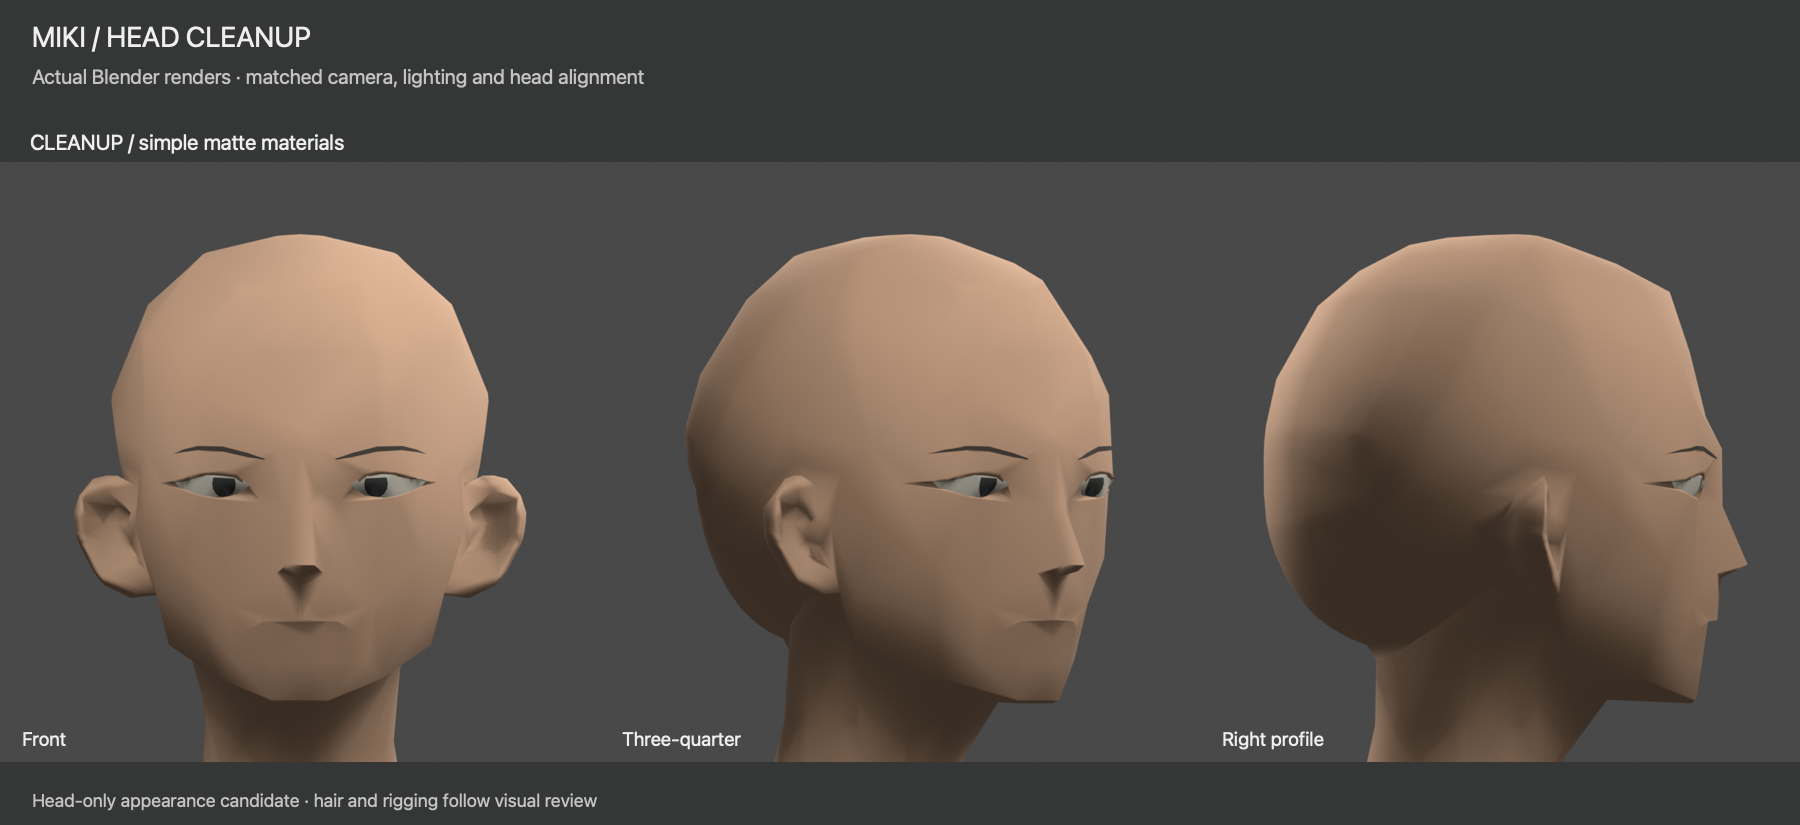 MIKI / HEAD CLEANUP
Actual Blender renders · matched camera, lighting and head alignment
CLEANUP / simple matte materials
Front
Three-quarter
Right profile
Head-only appearance candidate · hair and rigging follow visual review